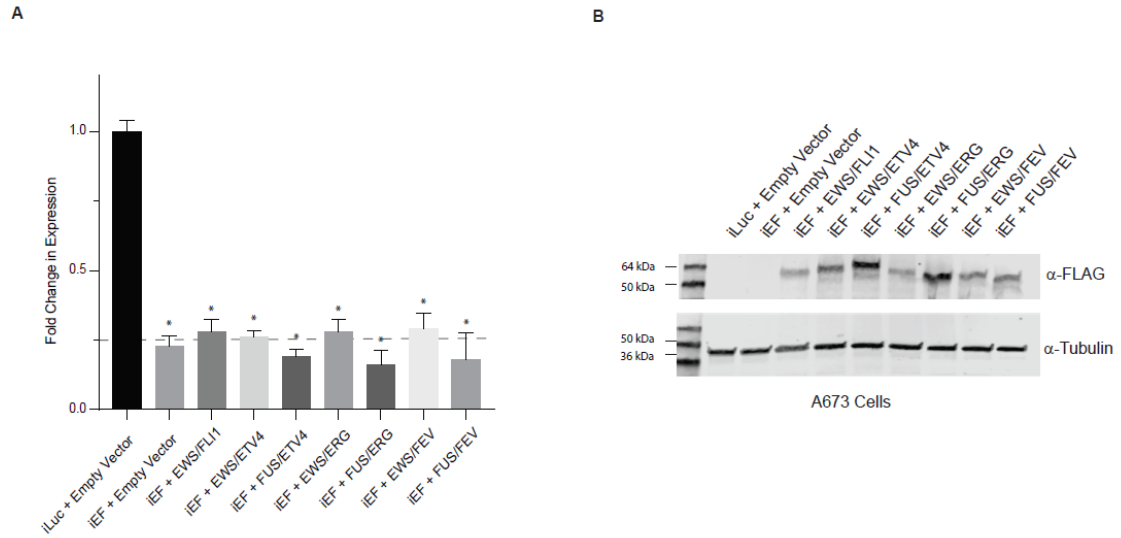 A
Fold Change in Expression
1.0
0.5
0.0
* * * * * * * *
iLuc + Empty Vector
iEF + Empty Vector
iEF + EWS/FLI1
iEF + EWS/ETV4
iEF + FUS/ETV4
iEF + EWS/ERG
iEF + FUS/ERG
iEF + EWS/FEV
iEF + FUS/FEV
B
iLuc + Empty Vector
iEF + Empty Vector
iEF + EWS/FLI1
iEF + EWS/ETV4
iEF + FUS/ETV4
iEF + EWS/ERG
iEF + FUS/ERG
iEF + EWS/FEV
iEF + FUS/FEV
64 kDa
50 kDa
α-FLAG
50 kDa
36 kDa
α-Tubulin
A673 Cells